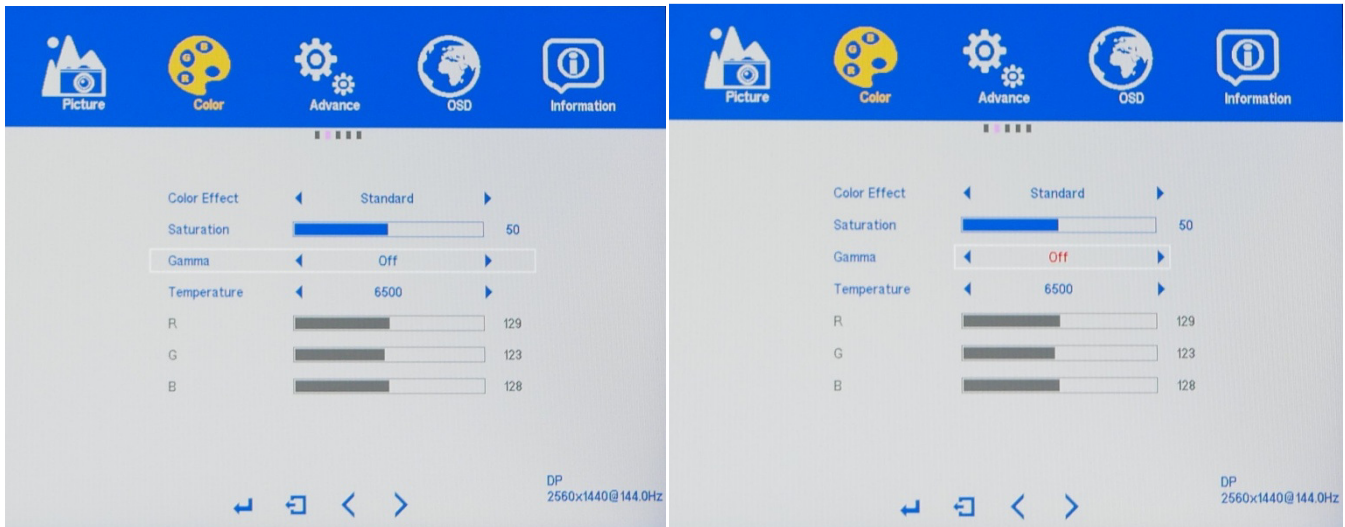 Picture Color Advance OSD Information
Color Effect Standard
Saturation 50
Gamma Off
Temperature 6500
R 129
G 123
B 128
DP
2560x1440@144.0Hz
Picture Color Advance OSD Information
Color Effect Standard
Saturation 50
Gamma Off
Temperature 6500
R 129
G 123
B 128
DP
2560x1440@144.0Hz